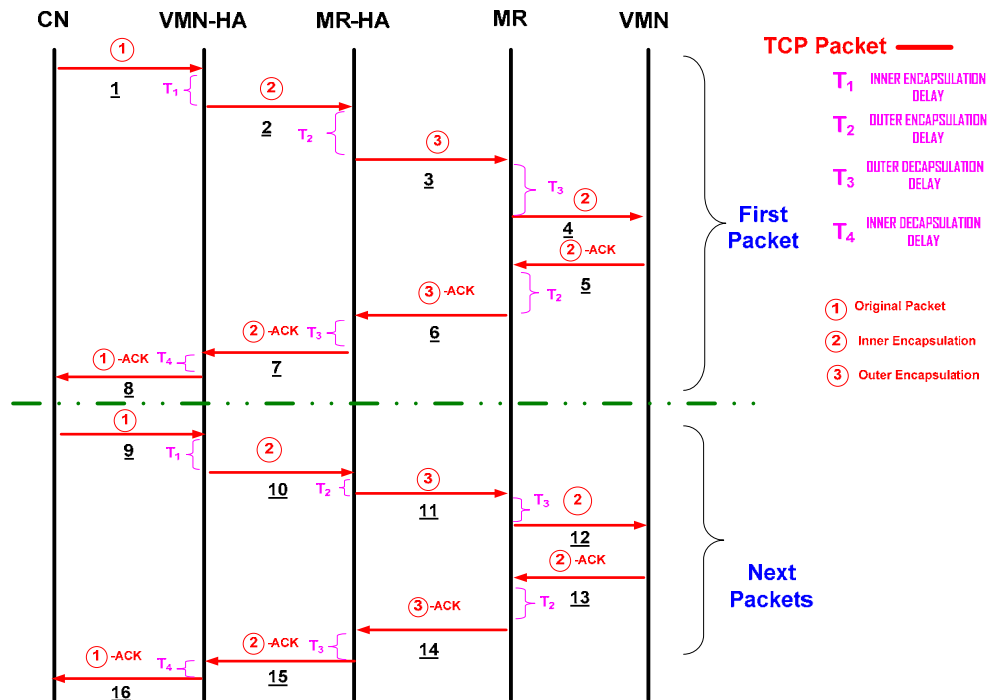 CN VMN-HA MR-HA MR VMN
TCP Packet
T1 INNER ENCAPSULATION
DELAY
T2 OUTER ENCAPSULATION
DELAY
T3 OUTER DECAPSULATION
DELAY
T4 INNER DECAPSULATION
DELAY
1 Original Packet
2 Inner Encapsulation
3 Outer Encapsulation
1
1
T1
2
2
T2
3
3
T3
2
4
2-ACK
5
T2
3-ACK
6
T3
2-ACK
7
T4
1-ACK
8
First
Packet
1
9
T1
2
10
T2
3
11
T3
2
12
2-ACK
13
T2
3-ACK
14
T3
2-ACK
15
T4
1-ACK
16
Next
Packets